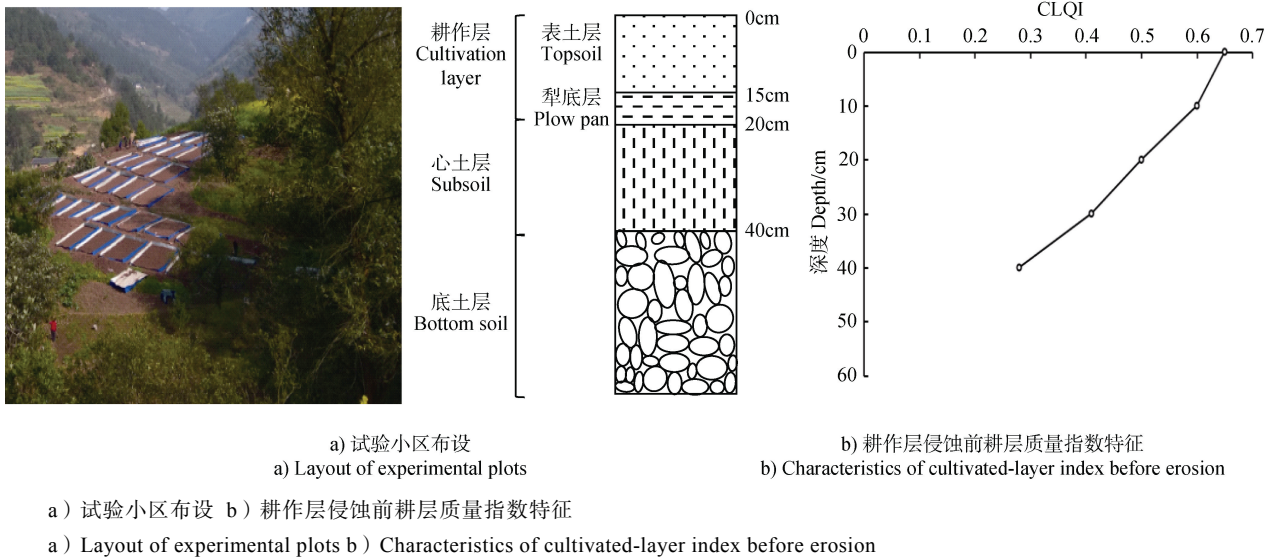 耕作层
Cultivation
layer
心土层
Subsoil
底土层
Bottom soil
表土层
Topsoil
犁底层
Plow pan
0cm
15cm
20cm
40cm
CLQI
0 0.1 0.2 0.3 0.4 0.5 0.6 0.7
深度 Depth/cm
0
10
20
30
40
50
60
a) 试验小区布设
a) Layout of experimental plots
b) 耕作层侵蚀前耕层质量指数特征
b) Characteristics of cultivated-layer index before erosion
a）试验小区布设 b）耕作层侵蚀前耕层质量指数特征
a）Layout of experimental plots b）Characteristics of cultivated-layer index before erosion